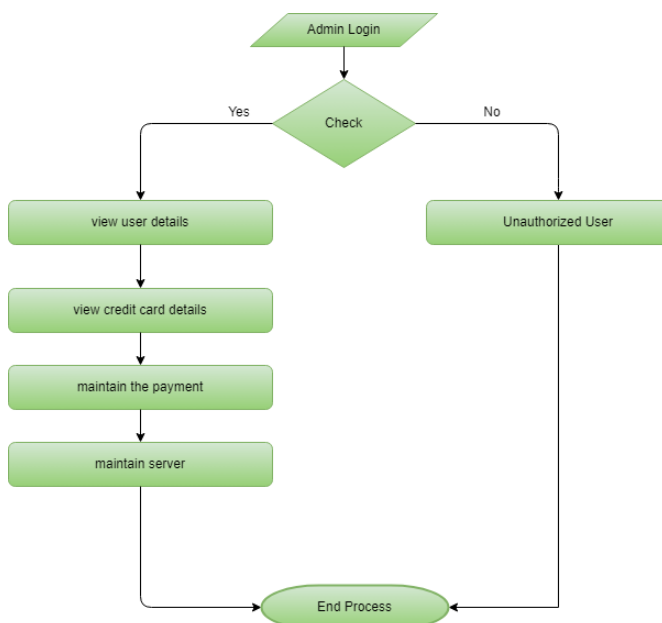 Admin Login
Check
Yes
No
view user details
Unauthorized User
view credit card details
maintain the payment
maintain server
End Process